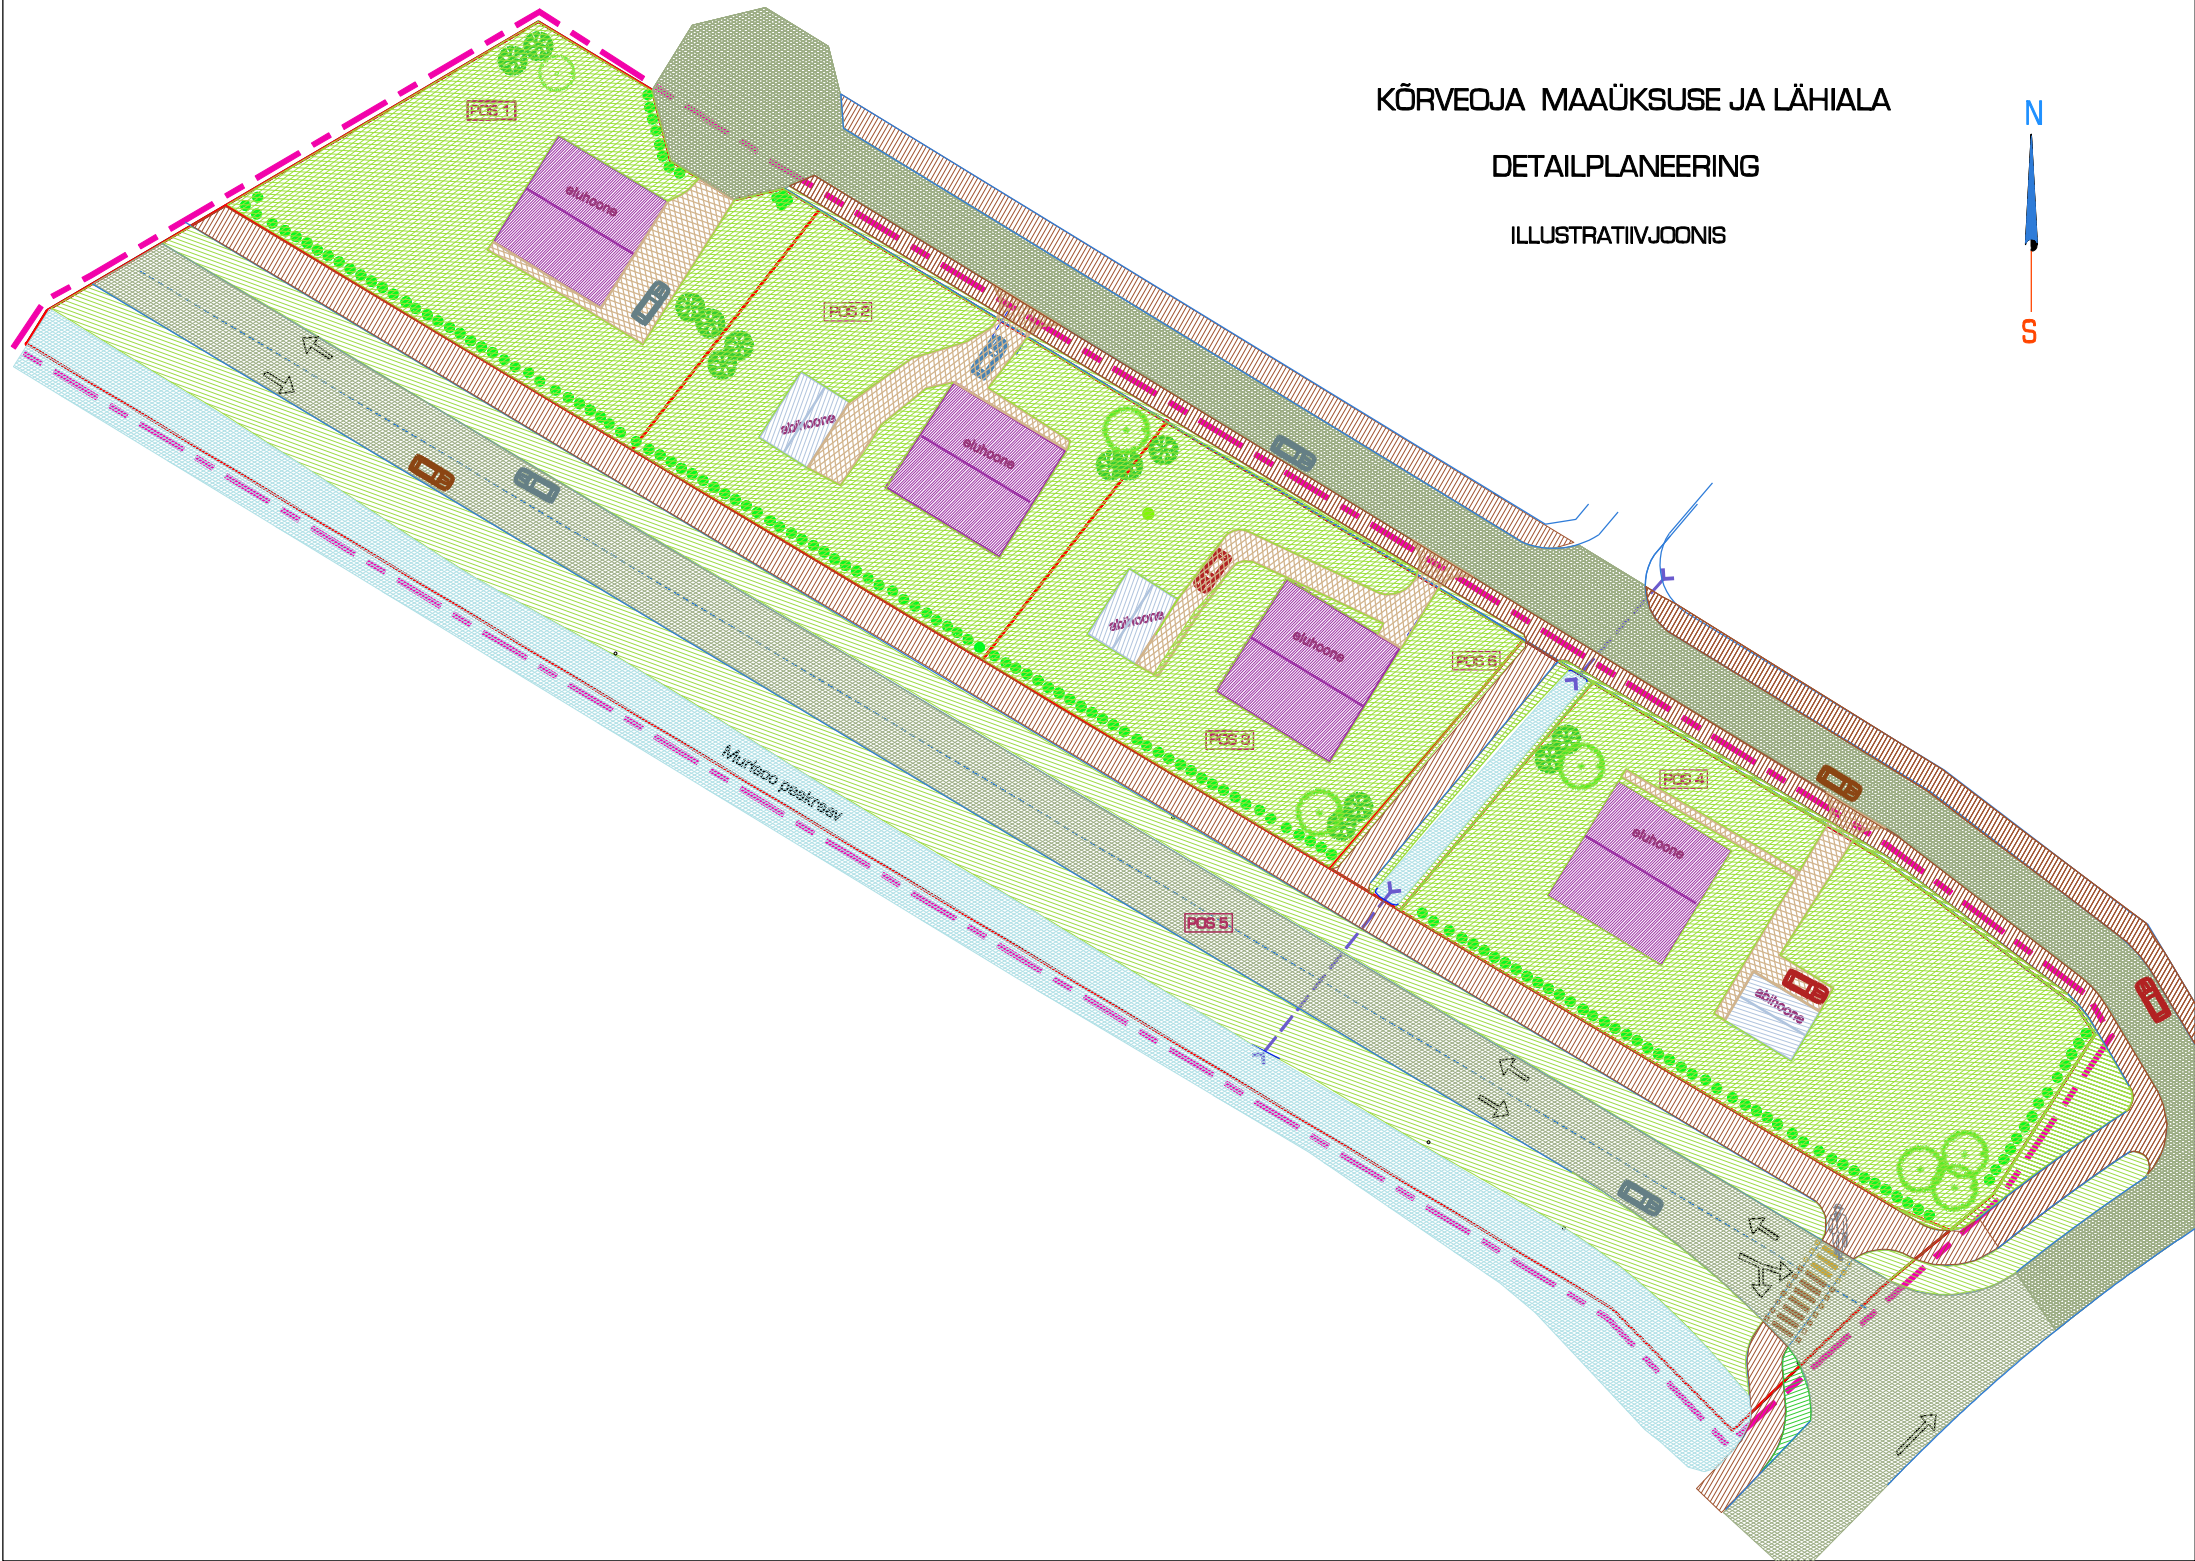 KÕRVEOJA MAAÜKSUSE JA LÄHIALA
DETAILPLANEERING
ILLUSTRATIIVJOONIS
N
S
POS 1
eluhoone
POS 2
abihoone
eluhoone
abihoone
eluhoone
POS 6
POS 3
POS 4
eluhoone
abihoone
Murisoo peakraav
POS 5